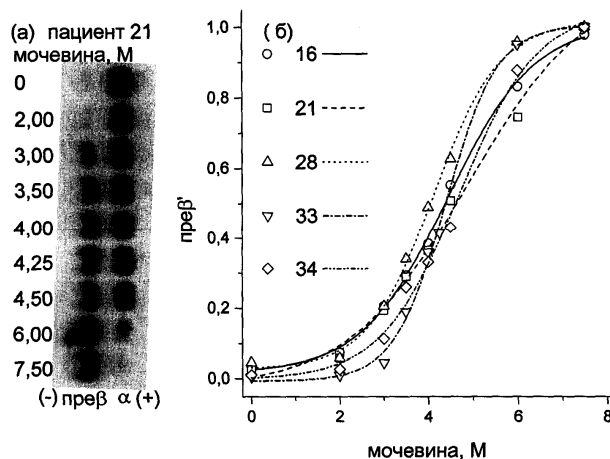 (а) пациент 21
мочевина, М
0
2,00
3,00
3,50
4,00
4,25
4,50
6,00
7,50
(-) преβ α (+)
(б)
16
21
28
33
34
преβ'
1,0
0,8
0,6
0,4
0,2
0,0
0 2 4 6 8
мочевина, М